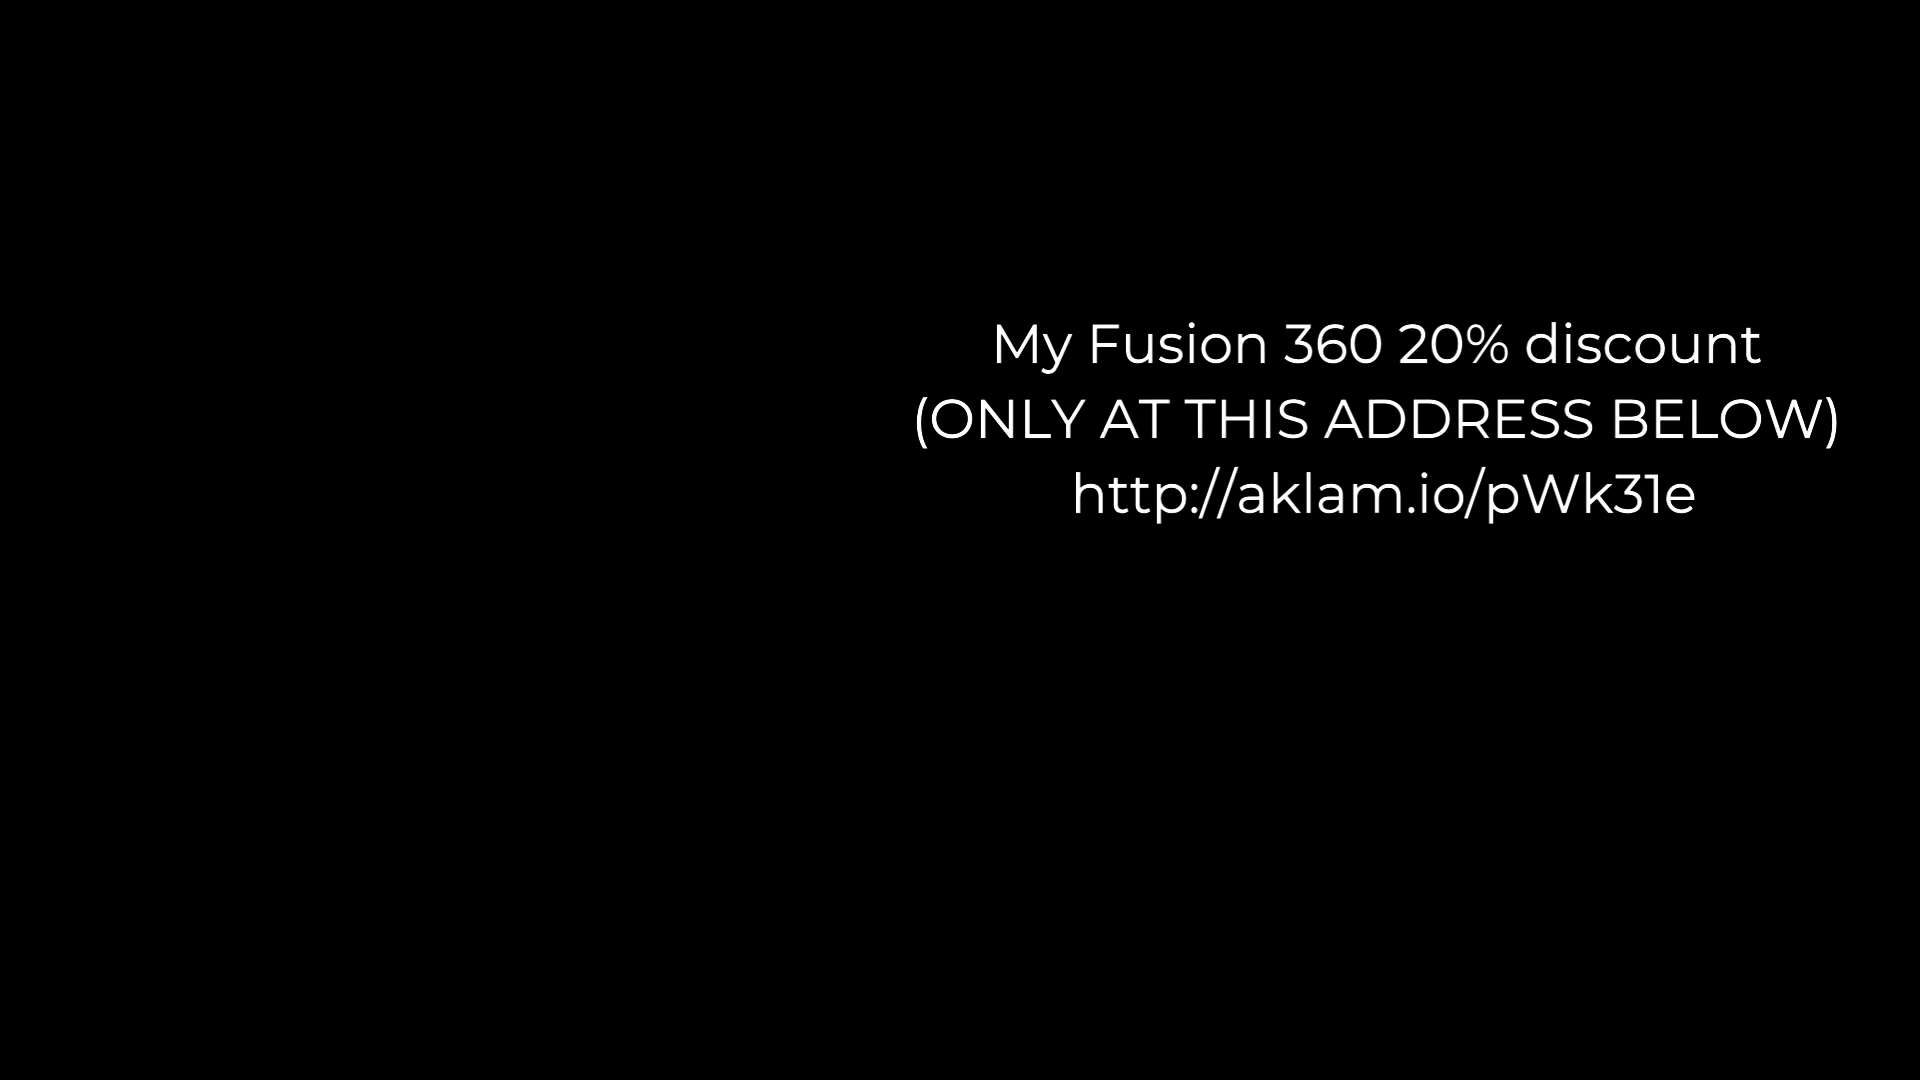 My Fusion 360 20% discount
(ONLY AT THIS ADDRESS BELOW)
http://aklam.io/pWk31e